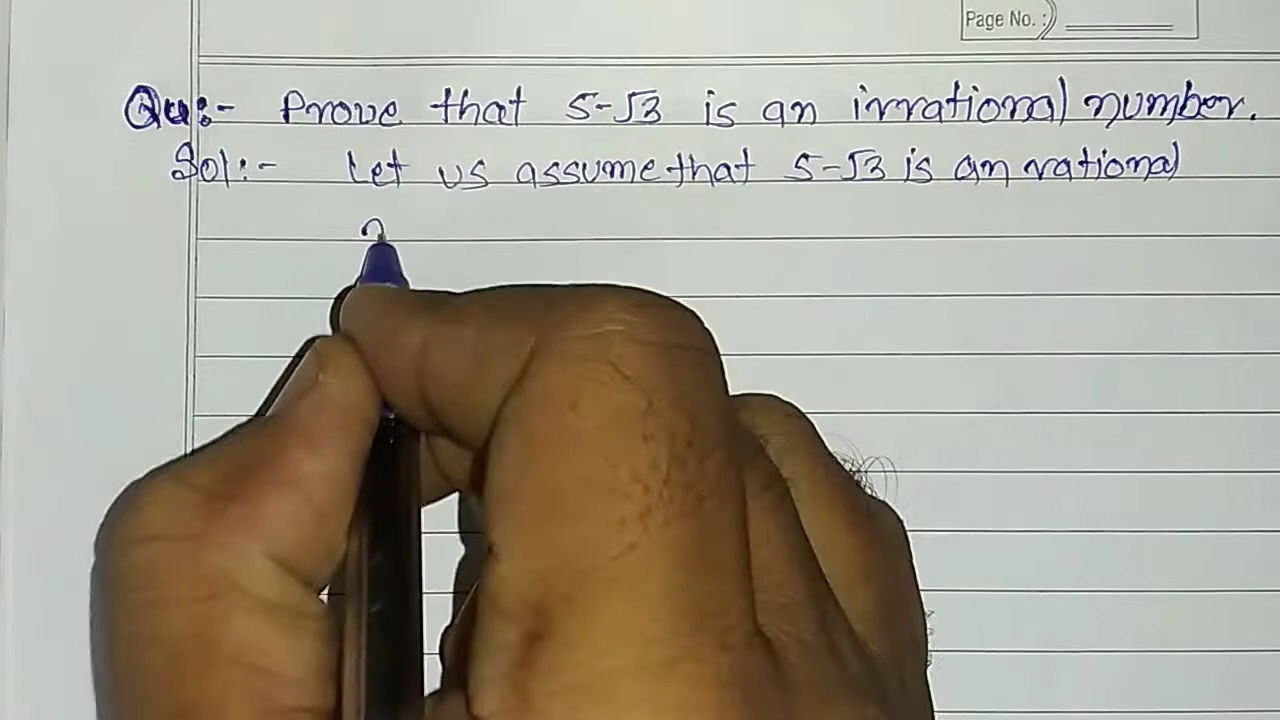 Page No. :
Qu:- Prove that 5-√3 is an irrational number.
Sol:- Let us assume that 5-√3 is an rational